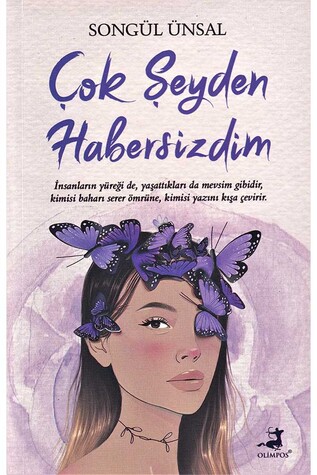 SONGÜL ÜNSAL
Çok Şeyden
Habersizdim
İnsanların yüreği de, yaşattıkları da mevsim gibidir,
kimisi baharı serer ömrüne, kimisi yazını kışa çevirir.
OLİMPOS®